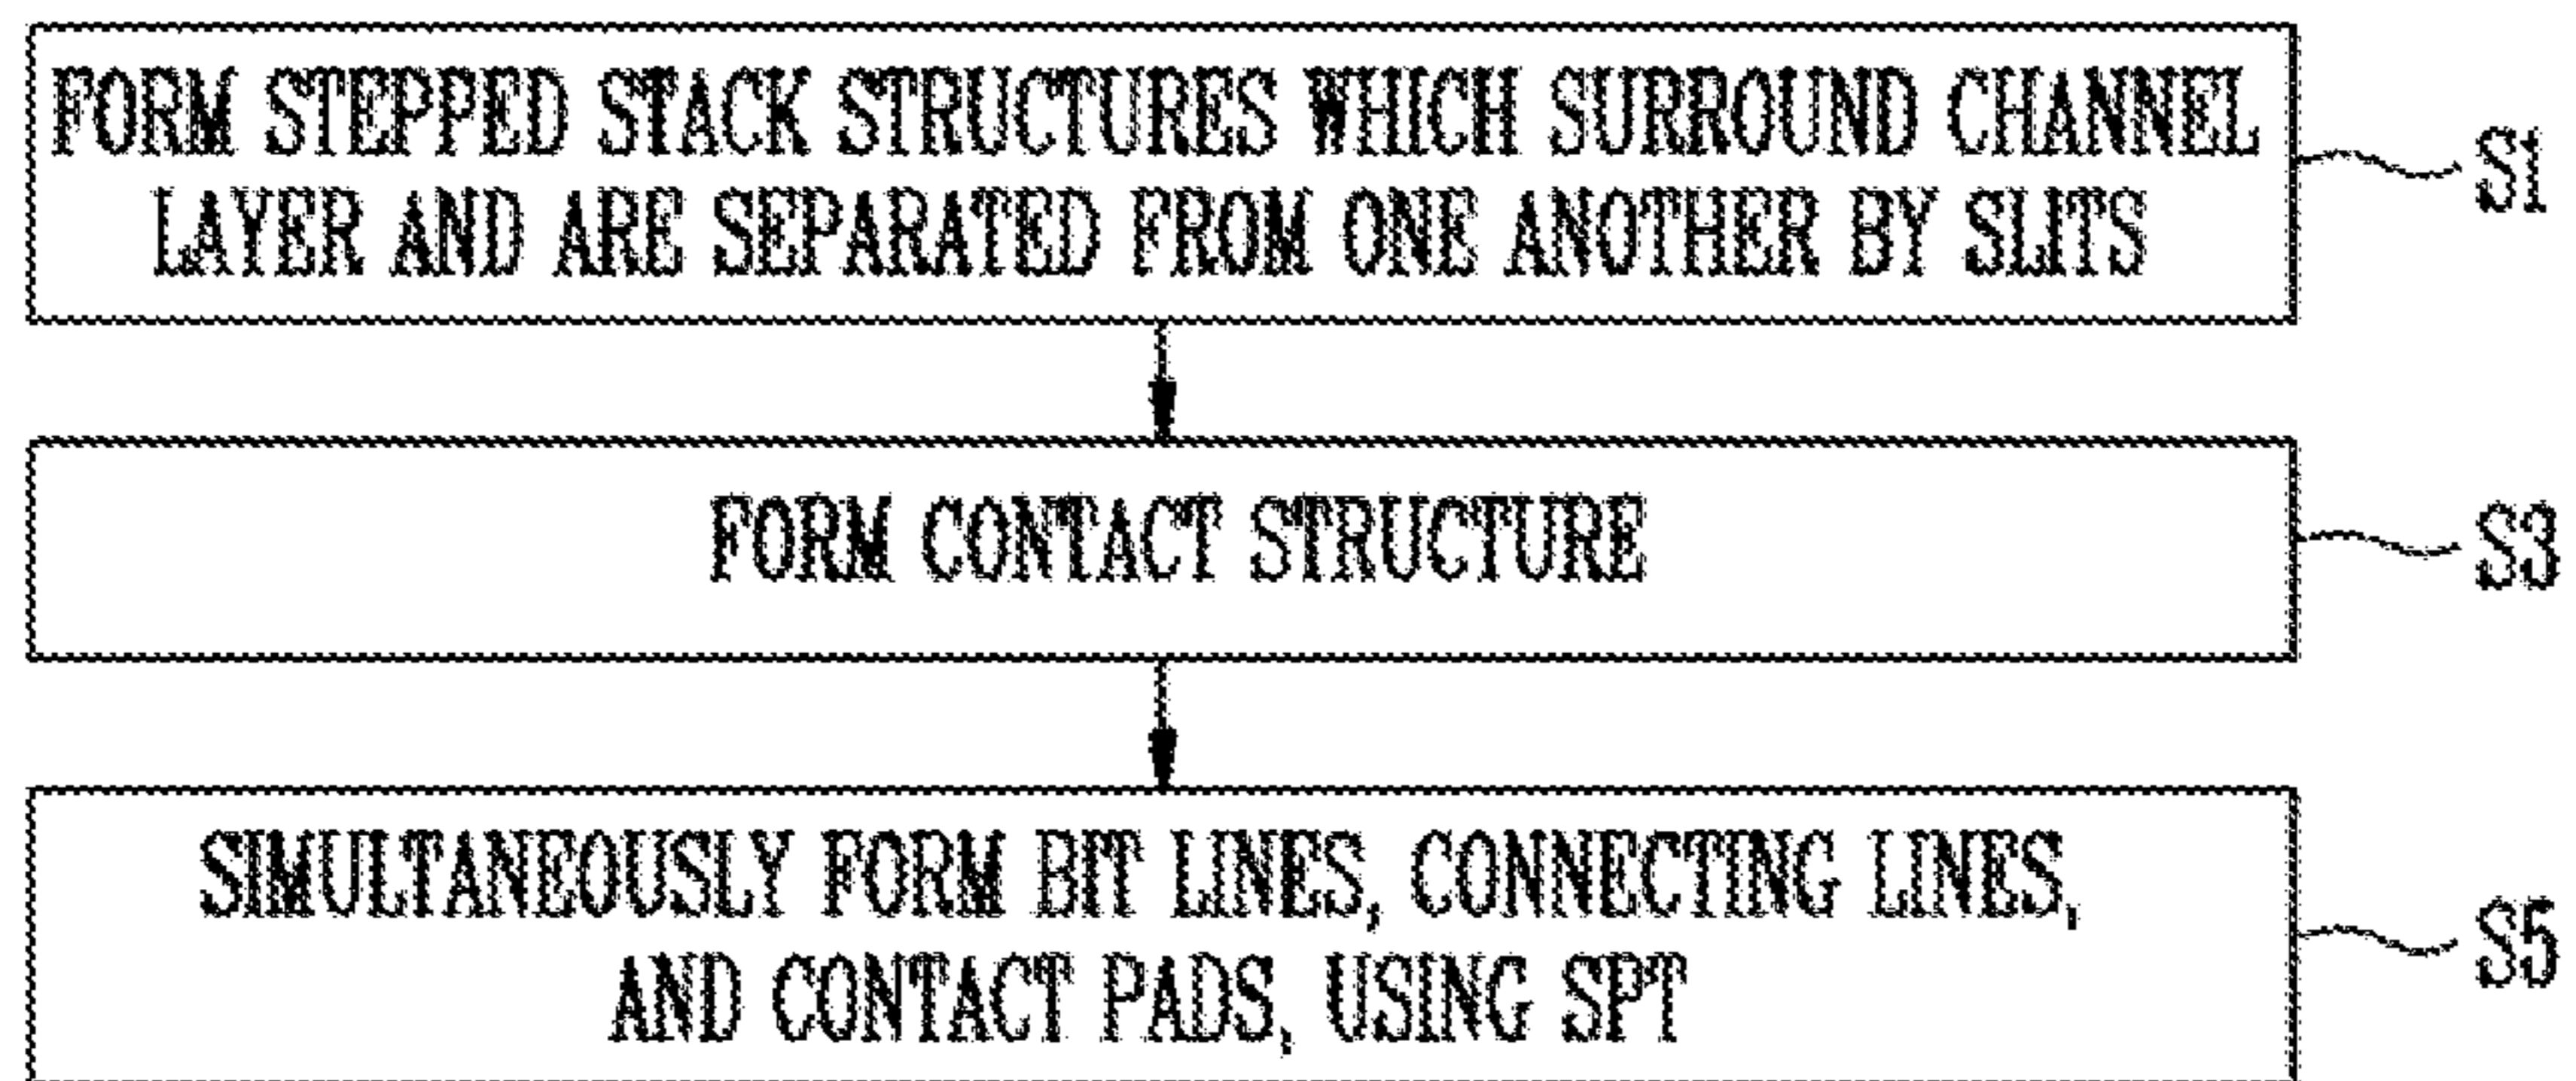 FORM STEPPED STACK STRUCTURES WHICH SURROUND CHANNEL
LAYER AND ARE SEPARATED FROM ONE ANOTHER BY SLITS
S1
FORM CONTACT STRUCTURE
S3
SIMULTANEOUSLY FORM BIT LINES, CONNECTING LINES,
AND CONTACT PADS, USING SPT
S5